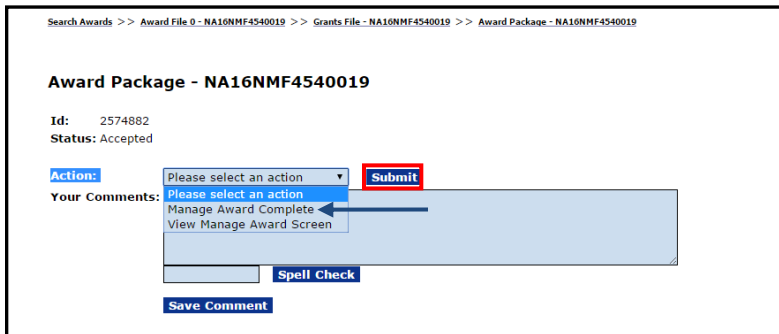 Search Awards >> Award File 0 - NA16NMF4540019 >> Grants File - NA16NMF4540019 >> Award Package - NA16NMF4540019
Award Package - NA16NMF4540019
Id: 2574882
Status: Accepted
Action: Please select an action Submit
Your Comments: Please select an action
Manage Award Complete
View Manage Award Screen
Spell Check
Save Comment